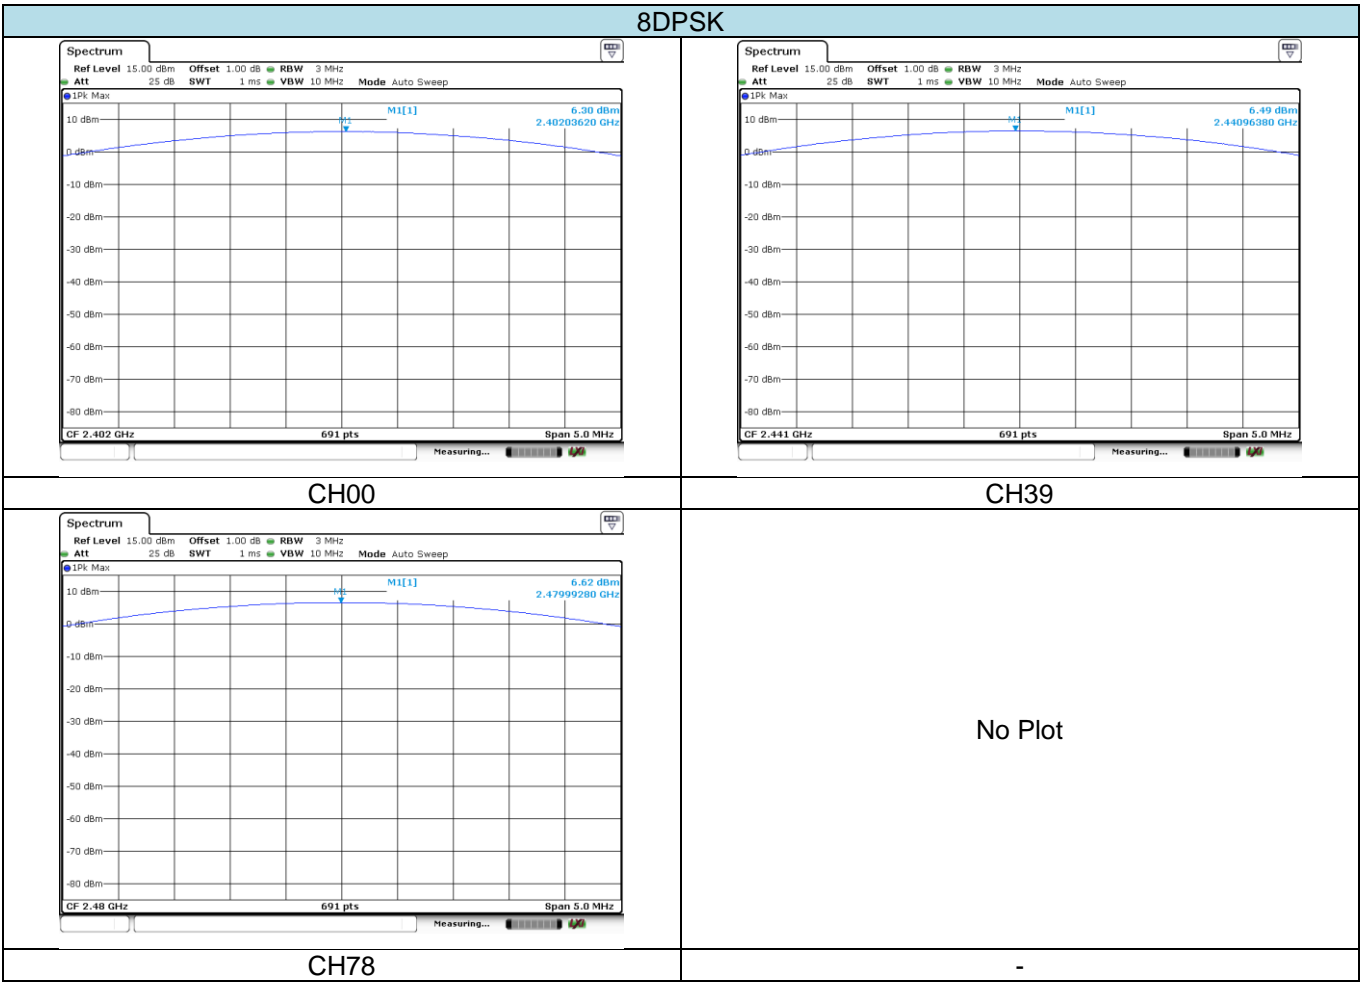 8DPSK
Spectrum
Ref Level 15.00 dBm Offset 1.00 dB RBW 3 MHz
Att 25 dB SWT 1 ms VBW 10 MHz Mode Auto Sweep
1Pk Max
M1[1] 6.30 dBm
2.40203620 GHz
M1
10 dBm
0 dBm
-10 dBm
-20 dBm
-30 dBm
-40 dBm
-50 dBm
-60 dBm
-70 dBm
-80 dBm
CF 2.402 GHz 691 pts Span 5.0 MHz
Measuring...
CH00
Spectrum
Ref Level 15.00 dBm Offset 1.00 dB RBW 3 MHz
Att 25 dB SWT 1 ms VBW 10 MHz Mode Auto Sweep
1Pk Max
M1[1] 6.49 dBm
2.44096380 GHz
M1
10 dBm
0 dBm
-10 dBm
-20 dBm
-30 dBm
-40 dBm
-50 dBm
-60 dBm
-70 dBm
-80 dBm
CF 2.441 GHz 691 pts Span 5.0 MHz
Measuring...
CH39
Spectrum
Ref Level 15.00 dBm Offset 1.00 dB RBW 3 MHz
Att 25 dB SWT 1 ms VBW 10 MHz Mode Auto Sweep
1Pk Max
M1[1] 6.62 dBm
2.47999280 GHz
M1
10 dBm
0 dBm
-10 dBm
-20 dBm
-30 dBm
-40 dBm
-50 dBm
-60 dBm
-70 dBm
-80 dBm
CF 2.48 GHz 691 pts Span 5.0 MHz
Measuring...
CH78
No Plot
-